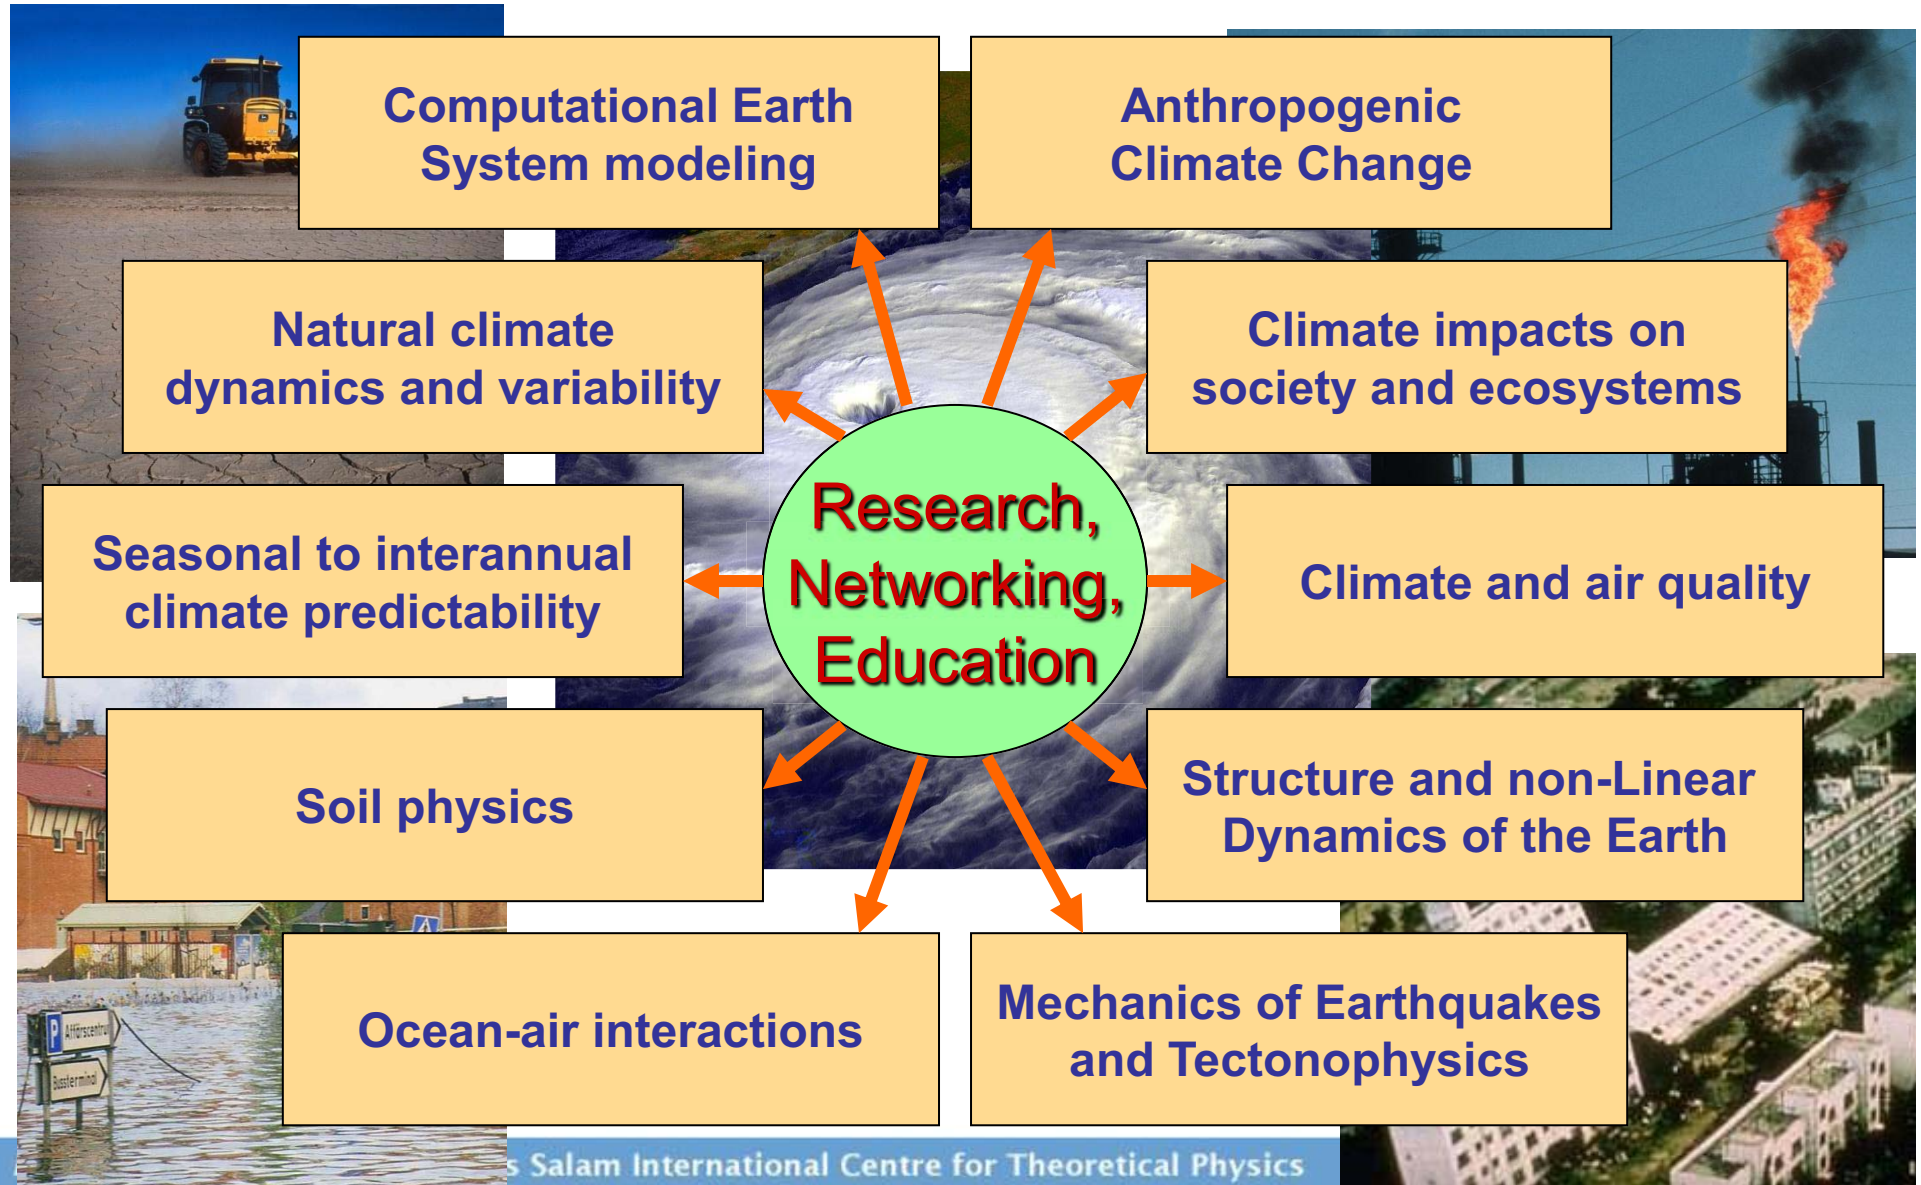 Computational Earth
System modeling
Anthropogenic
Climate Change
Natural climate
dynamics and variability
Climate impacts on
society and ecosystems
Research,
Networking,
Education
Seasonal to interannual
climate predictability
Climate and air quality
Soil physics
Structure and non-Linear
Dynamics of the Earth
Ocean-air interactions
Mechanics of Earthquakes
and Tectonophysics
P Affärscentrum
Bussterminal
Salam International Centre for Theoretical Physics